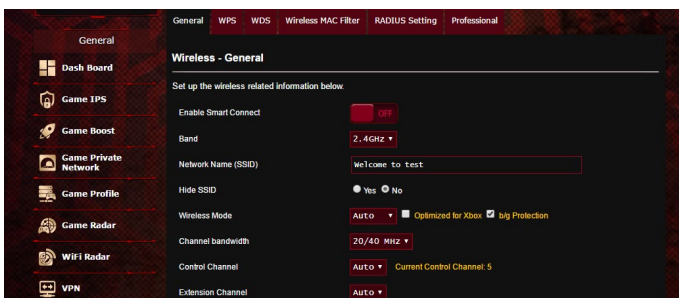 General WPS WDS Wireless MAC Filter RADIUS Setting Professional
General
Dash Board
Game IPS
Game Boost
Game Private
Network
Game Profile
Game Radar
WiFi Radar
VPN
Wireless - General
Set up the wireless related information below.
Enable Smart Connect OFF
Band 2.4GHz
Network Name (SSID) Welcome to test
Hide SSID Yes No
Wireless Mode Auto Optimized for Xbox b/g Protection
Channel bandwidth 20/40 MHz
Control Channel Auto Current Control Channel: 5
Extension Channel Auto